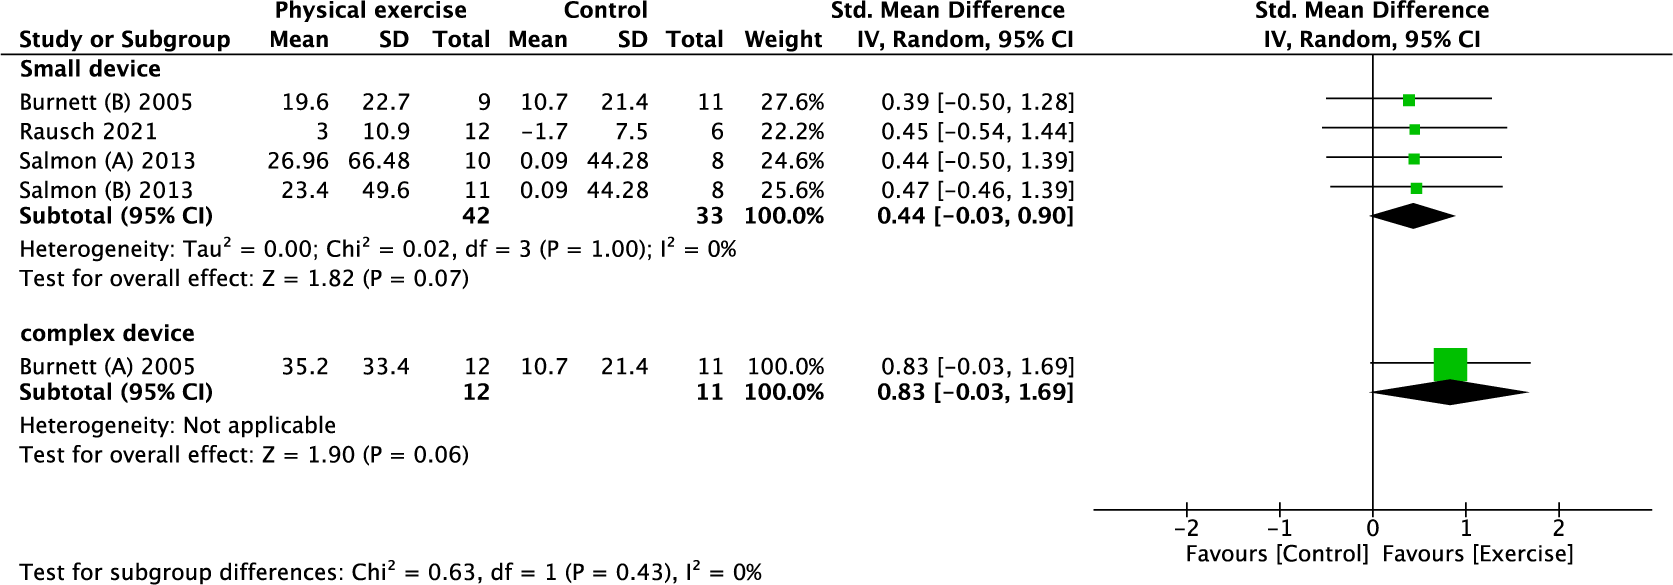 Physical exercise Control Std. Mean Difference Std. Mean Difference
Study or Subgroup Mean SD Total Mean SD Total Weight IV, Random, 95% CI IV, Random, 95% CI
Small device
Burnett (B) 2005 19.6 22.7 9 10.7 21.4 11 27.6% 0.39 [-0.50, 1.28]
Rausch 2021 3 10.9 12 -1.7 7.5 6 22.2% 0.45 [-0.54, 1.44]
Salmon (A) 2013 26.96 66.48 10 0.09 44.28 8 24.6% 0.44 [-0.50, 1.39]
Salmon (B) 2013 23.4 49.6 11 0.09 44.28 8 25.6% 0.47 [-0.46, 1.39]
Subtotal (95% CI) 42 33 100.0% 0.44 [-0.03, 0.90]
Heterogeneity: Tau² = 0.00; Chi² = 0.02, df = 3 (P = 1.00); I² = 0%
Test for overall effect: Z = 1.82 (P = 0.07)
complex device
Burnett (A) 2005 35.2 33.4 12 10.7 21.4 11 100.0% 0.83 [-0.03, 1.69]
Subtotal (95% CI) 12 11 100.0% 0.83 [-0.03, 1.69]
Heterogeneity: Not applicable
Test for overall effect: Z = 1.90 (P = 0.06)
-2 -1 0 1 2
Favours [Control] Favours [Exercise]
Test for subgroup differences: Chi² = 0.63, df = 1 (P = 0.43), I² = 0%